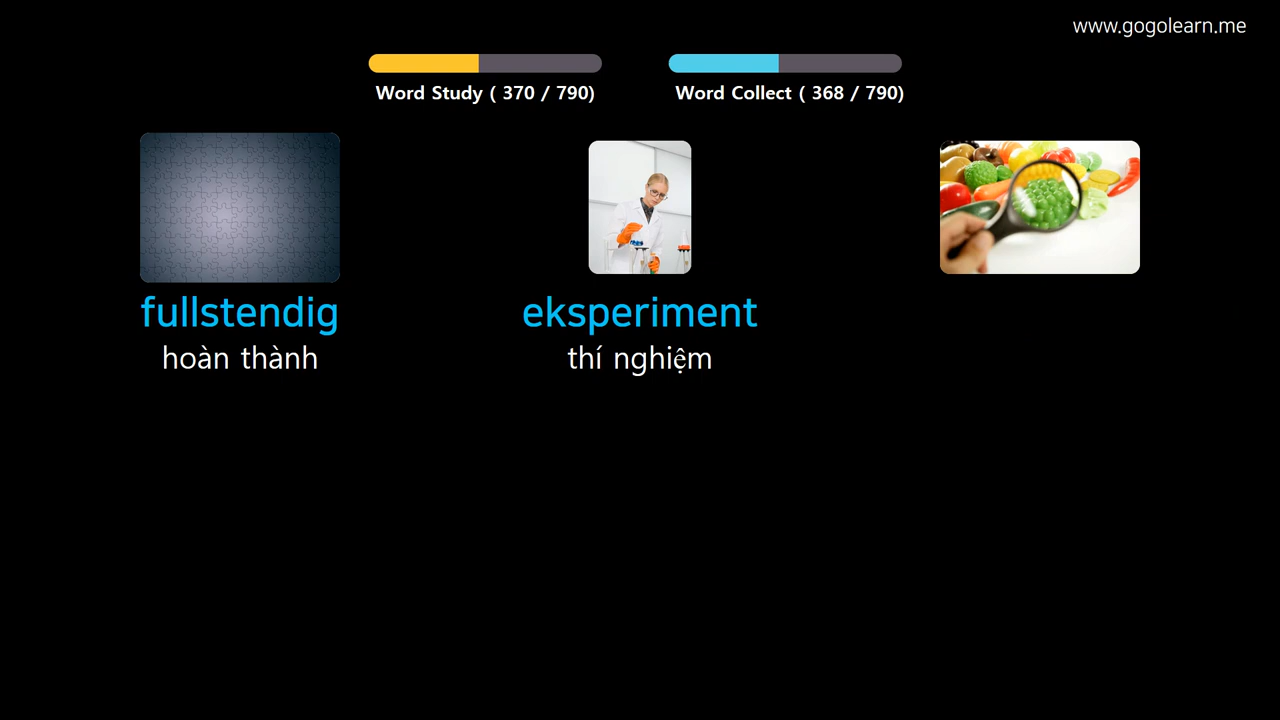 www.gogolearn.me
Word Study ( 370 / 790)
Word Collect ( 368 / 790)
fullstendig
hoàn thành
eksperiment
thí nghiệm